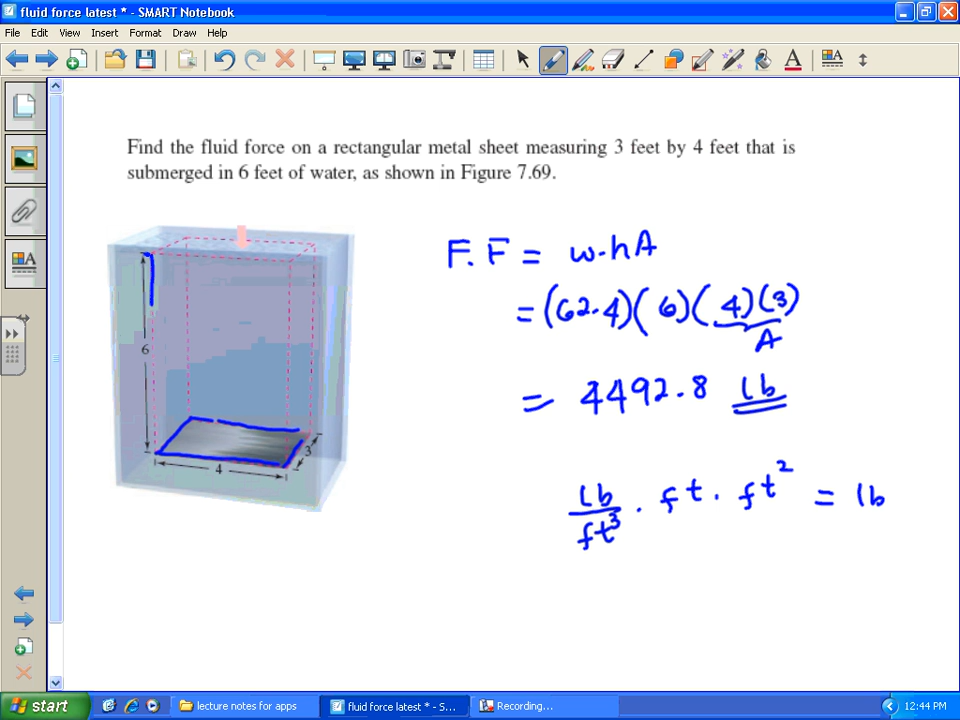 fluid force latest * - SMART Notebook
File Edit View Insert Format Draw Help
Find the fluid force on a rectangular metal sheet measuring 3 feet by 4 feet that is
submerged in 6 feet of water, as shown in Figure 7.69.
6
3
4
F.F = w·hA
= (62.4)(6)(4)(3)
A
= 4492.8 lb
lb/ft³ · ft · ft² = lb
start lecture notes for apps fluid force latest * - S... Recording... 12:44 PM